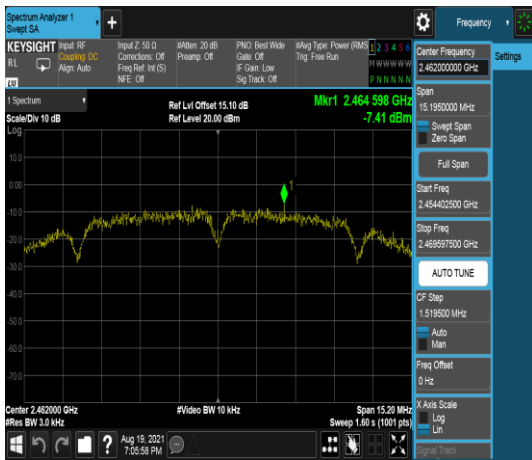 Spectrum Analyzer 1
Swept SA
Frequency
KEYSIGHT
RL
LXI
Input: RF
Coupling: DC
Align: Auto
Input Z: 50 Ω
Corrections: Off
Freq Ref: Int (S)
NFE: Off
#Atten: 20 dB
Preamp: Off
PNO: Best Wide
Gate: Off
IF Gain: Low
Sig Track: Off
#Avg Type: Power (RMS
Trig: Free Run
1 2 3 4 5 6
M W W W W W
P N N N N N
Center Frequency
2.462000000 GHz
Settings
Span
15.1950000 MHz
Swept Span
Zero Span
Full Span
Start Freq
2.454402500 GHz
Stop Freq
2.469597500 GHz
AUTO TUNE
CF Step
1.519500 MHz
Auto
Man
Freq Offset
0 Hz
X Axis Scale
Log
Lin
Signal Track
1 Spectrum
Scale/Div 10 dB
Ref Lvl Offset 15.10 dB
Ref Level 20.00 dBm
Mkr1 2.464 598 GHz
-7.41 dBm
Log
10.0
0.00
-10.0
-20.0
-30.0
-40.0
-50.0
-60.0
-70.0
1
Center 2.462000 GHz
#Res BW 3.0 kHz
#Video BW 10 kHz
Span 15.20 MHz
Sweep 1.60 s (1001 pts)
Aug 19, 2021
7:05:58 PM